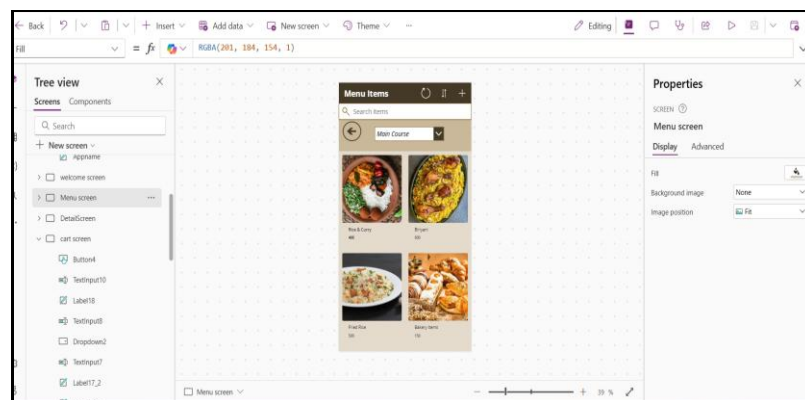 Back
Insert
Add data
New screen
Theme
Editing
Fill
= fx
RGBA(201, 184, 154, 1)
Tree view
Screens Components
Search
New screen
Appname
welcome screen
Menu screen
DetailScreen
cart screen
Button4
TextInput10
Label18
TextInput8
Dropdown2
TextInput7
Label17_2
Menu Items
Search items
Main Course
Rice & Curry
Biriyani
Fried Rice
Bakery items
Menu screen
39 %
Properties
SCREEN
Menu screen
Display Advanced
Fill
Background image
None
Image position
Fit